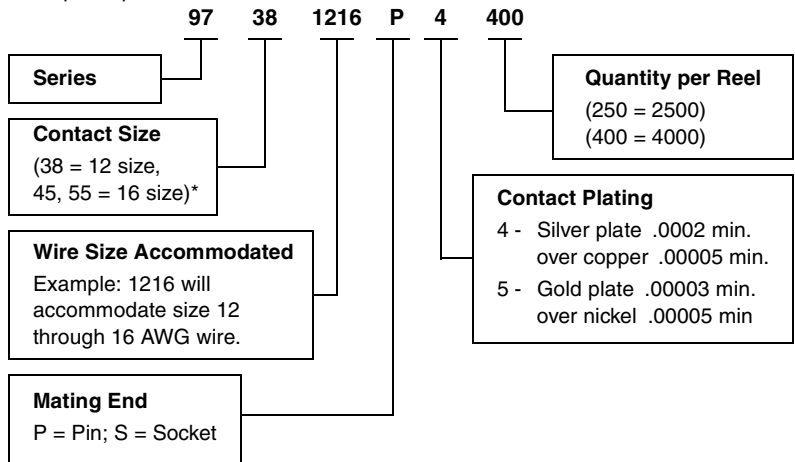 97 38 1216 P 4 400
Series
Contact Size
(38 = 12 size,
45, 55 = 16 size)*
Wire Size Accommodated
Example: 1216 will
accommodate size 12
through 16 AWG wire.
Mating End
P = Pin; S = Socket
Quantity per Reel
(250 = 2500)
(400 = 4000)
Contact Plating
4 - Silver plate .0002 min.
over copper .00005 min.
5 - Gold plate .00003 min.
over nickel .00005 min